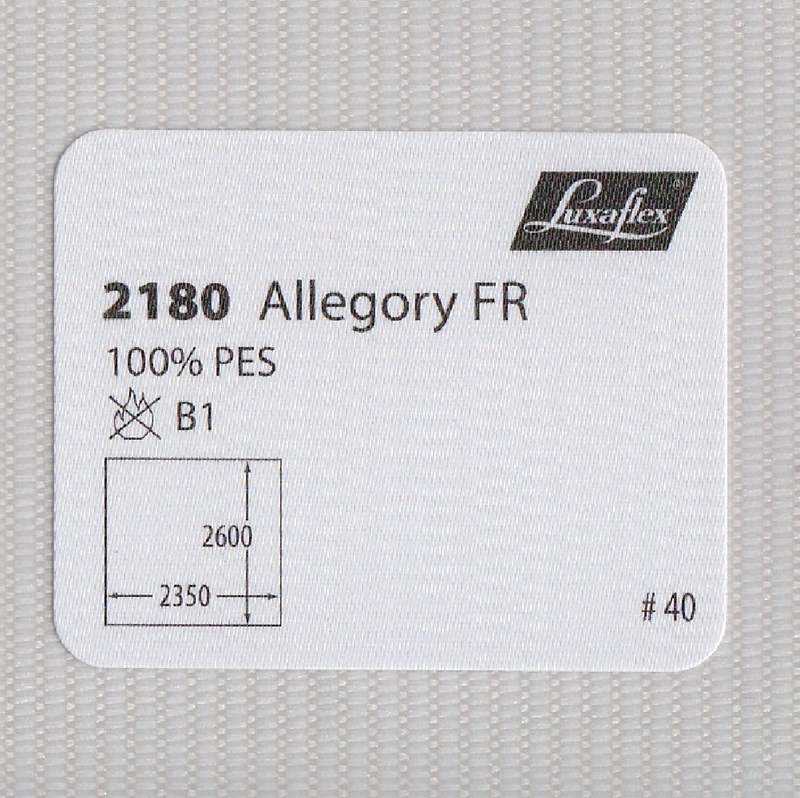 Luxaflex®
2180 Allegory FR
100% PES
B1
2600
2350
# 40